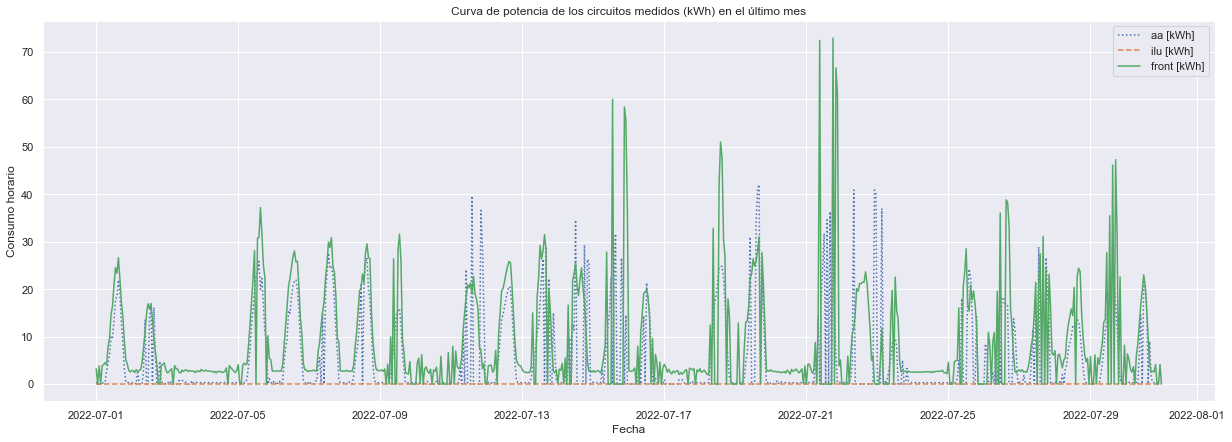 Curva de potencia de los circuitos medidos (kWh) en el último mes
aa [kWh]
ilu [kWh]
front [kWh]
Consumo horario
70
60
50
40
30
20
10
0
2022-07-01
2022-07-05
2022-07-09
2022-07-13
2022-07-17
2022-07-21
2022-07-25
2022-07-29
2022-08-01
Fecha